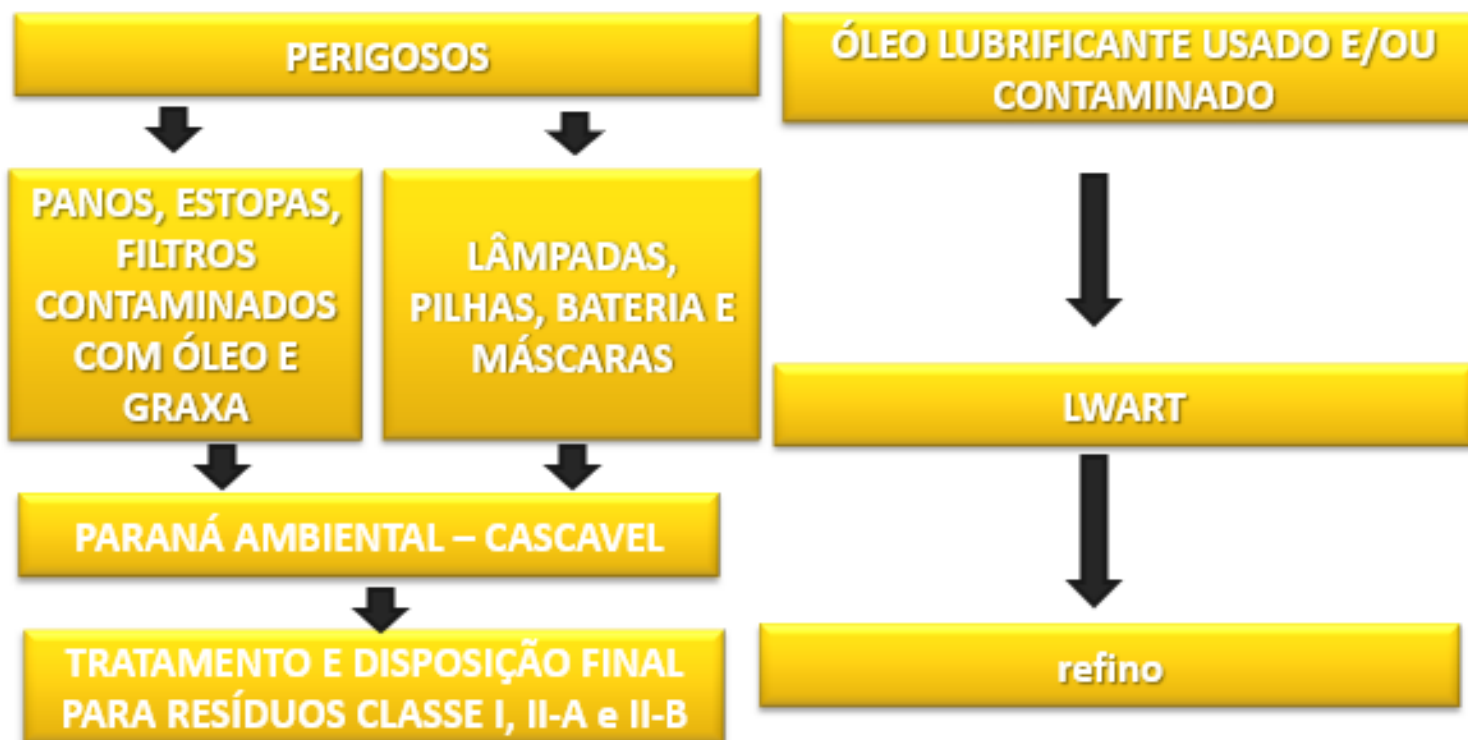 PERIGOSOS
PANOS, ESTOPAS,
FILTROS
CONTAMINADOS
COM ÓLEO E
GRAXA
LÂMPADAS,
PILHAS, BATERIA E
MÁSCARAS
PARANÁ AMBIENTAL – CASCAVEL
TRATAMENTO E DISPOSIÇÃO FINAL
PARA RESÍDUOS CLASSE I, II-A e II-B
ÓLEO LUBRIFICANTE USADO E/OU
CONTAMINADO
LWART
refino